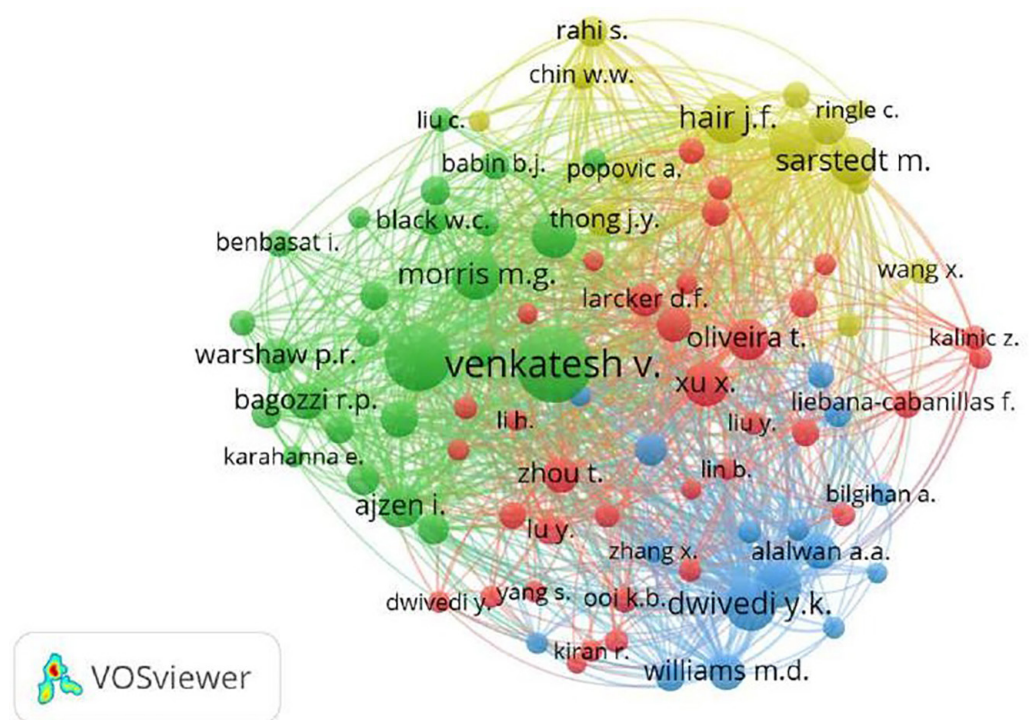 rahi s.
chin w.w.
hair j.f.
ringle c.
liu c.
babin b.j.
popovic a.
sarstedt m.
black w.c.
thong j.y.
benbasat i.
morris m.g.
wang x.
larcker d.f.
oliveira t.
kalinic z.
warshaw p.r.
venkatesh v.
xu x.
bagozzi r.p.
liebana-cabanillas f.
li h.
liu y.
karahanna e.
zhou t.
lin b.
bilgihan a.
ajzen i.
lu y.
zhang x.
alalwan a.a.
dwivedi y.
yang s.
ooi k.b.
dwivedi y.k.
kiran r.
williams m.d.
VOSviewer